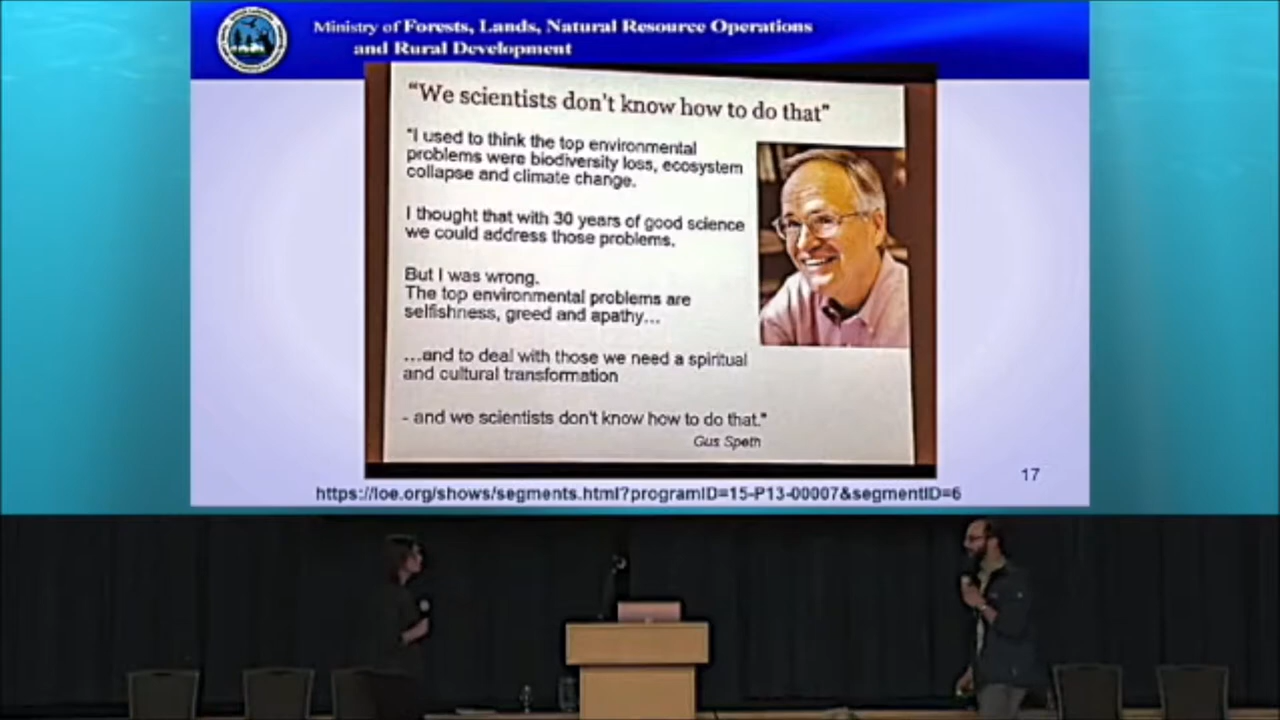 Ministry of Forests, Lands, Natural Resource Operations
and Rural Development
“We scientists don't know how to do that”
"I used to think the top environmental
problems were biodiversity loss, ecosystem
collapse and climate change.
I thought that with 30 years of good science
we could address those problems.
But I was wrong.
The top environmental problems are
selfishness, greed and apathy...
...and to deal with those we need a spiritual
and cultural transformation
- and we scientists don't know how to do that."
Gus Speth
17
https://loe.org/shows/segments.html?programID=15-P13-00007&segmentID=6